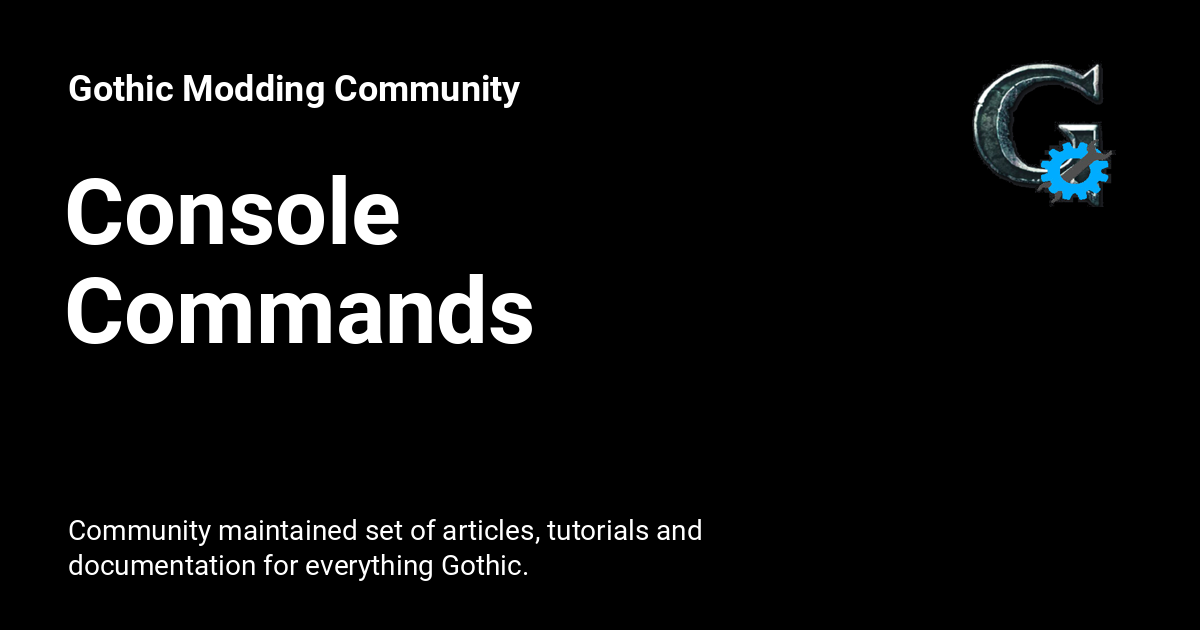 Gothic Modding Community
Console
Commands
Community maintained set of articles, tutorials and
documentation for everything Gothic.